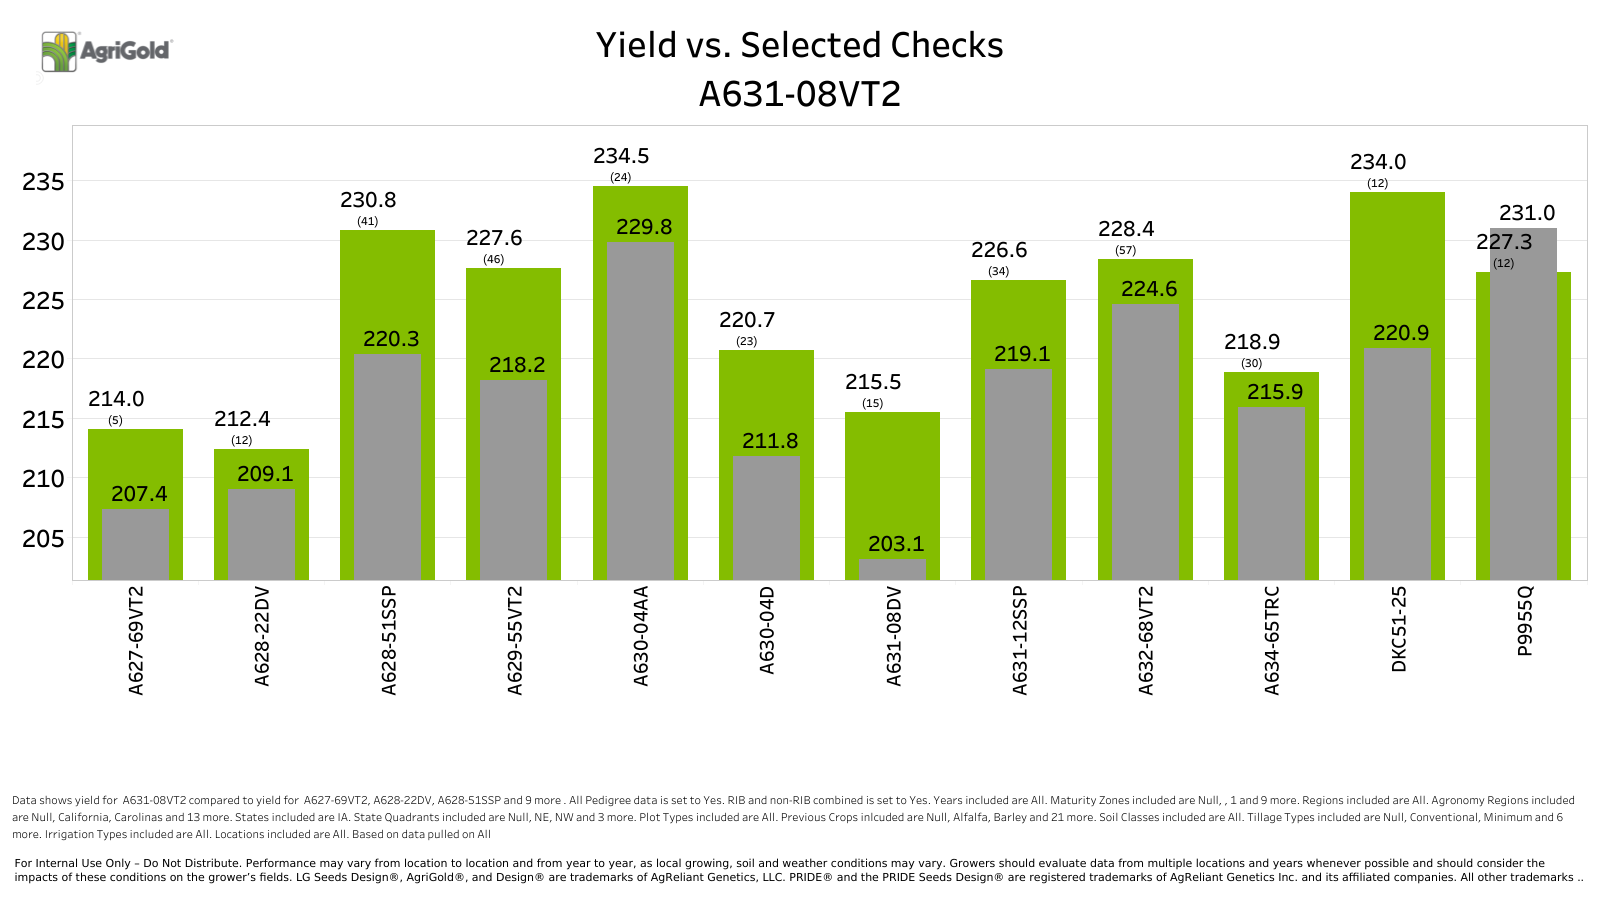 AgriGold
Yield vs. Selected Checks
A631-08VT2
235
230
225
220
215
210
205
214.0
(5)
207.4
212.4
(12)
209.1
230.8
(41)
220.3
227.6
(46)
218.2
234.5
(24)
229.8
220.7
(23)
211.8
215.5
(15)
203.1
226.6
(34)
219.1
228.4
(57)
224.6
218.9
(30)
215.9
234.0
(12)
220.9
231.0
227.3
(12)
A627-69VT2
A628-22DV
A628-51SSP
A629-55VT2
A630-04AA
A630-04D
A631-08DV
A631-12SSP
A632-68VT2
A634-65TRC
DKC51-25
P9955Q
Data shows yield for A631-08VT2 compared to yield for A627-69VT2, A628-22DV, A628-51SSP and 9 more . All Pedigree data is set to Yes. RIB and non-RIB combined is set to Yes. Years included are All. Maturity Zones included are Null, , 1 and 9 more. Regions included are All. Agronomy Regions included
are Null, California, Carolinas and 13 more. States included are IA. State Quadrants included are Null, NE, NW and 3 more. Plot Types included are All. Previous Crops inlcuded are Null, Alfalfa, Barley and 21 more. Soil Classes included are All. Tillage Types included are Null, Conventional, Minimum and 6
more. Irrigation Types included are All. Locations included are All. Based on data pulled on All
For Internal Use Only – Do Not Distribute. Performance may vary from location to location and from year to year, as local growing, soil and weather conditions may vary. Growers should evaluate data from multiple locations and years whenever possible and should consider the
impacts of these conditions on the grower's fields. LG Seeds Design®, AgriGold®, and Design® are trademarks of AgReliant Genetics, LLC. PRIDE® and the PRIDE Seeds Design® are registered trademarks of AgReliant Genetics Inc. and its affiliated companies. All other trademarks ..